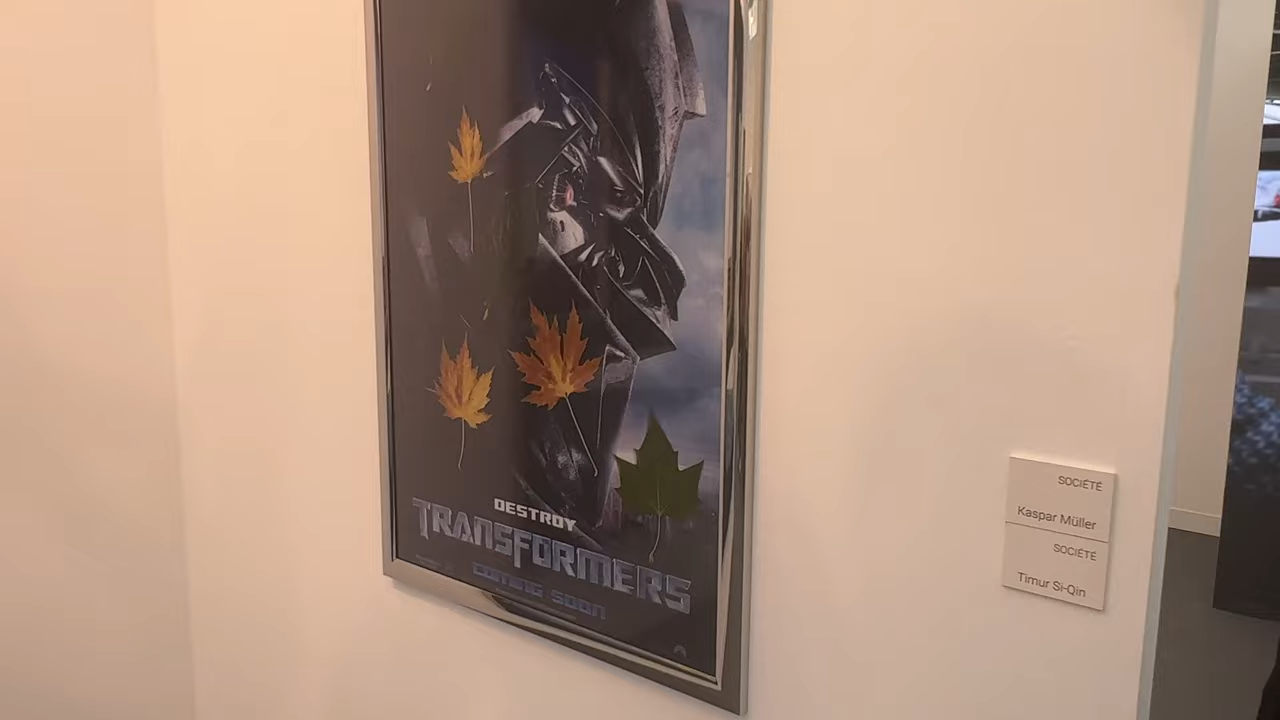 DESTROY
TRANSFORMERS
COMING SOON
SOCIÉTÉ
Kaspar Müller
SOCIÉTÉ
Timur Si-Qin